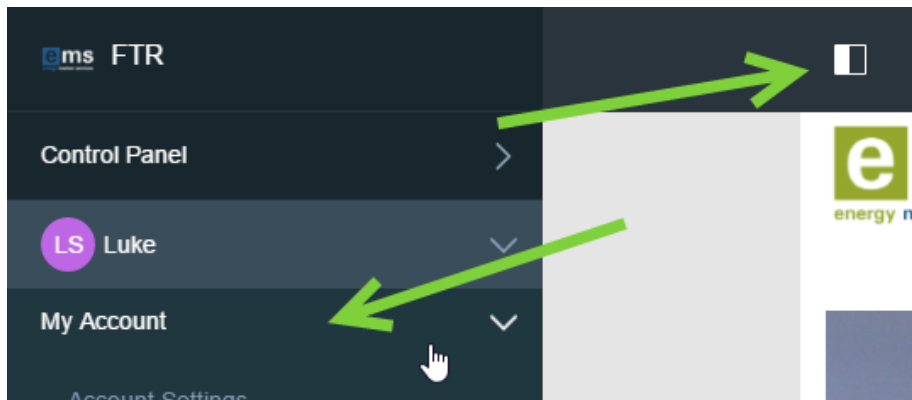 ems FTR
Control Panel
e
energy
LS Luke
My Account
Account Settings